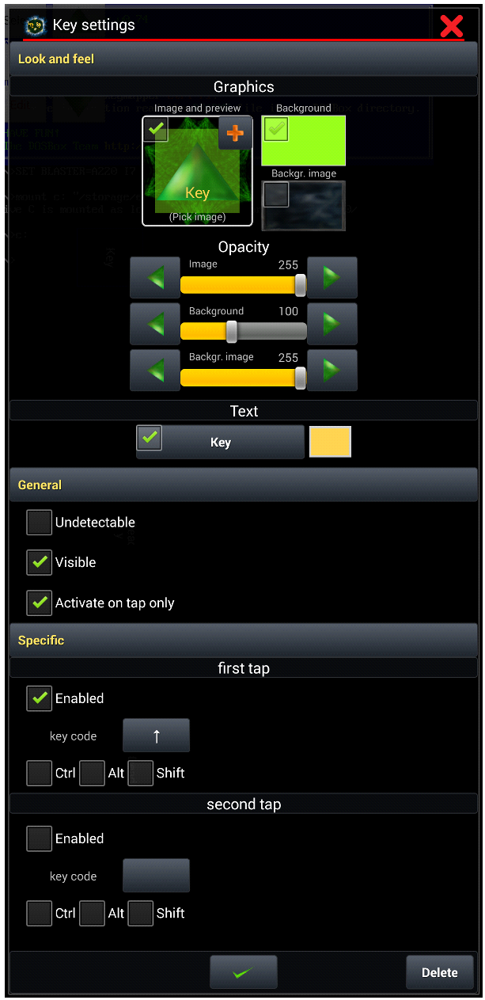 Key settings
Look and feel
Graphics
Image and preview
Background
Key
(Pick image)
Backgr. image
Opacity
Image 255
Background 100
Backgr. image 255
Text
Key
General
Undetectable
Visible
Activate on tap only
Specific
first tap
Enabled
key code ↑
Ctrl Alt Shift
second tap
Enabled
key code
Ctrl Alt Shift
Delete